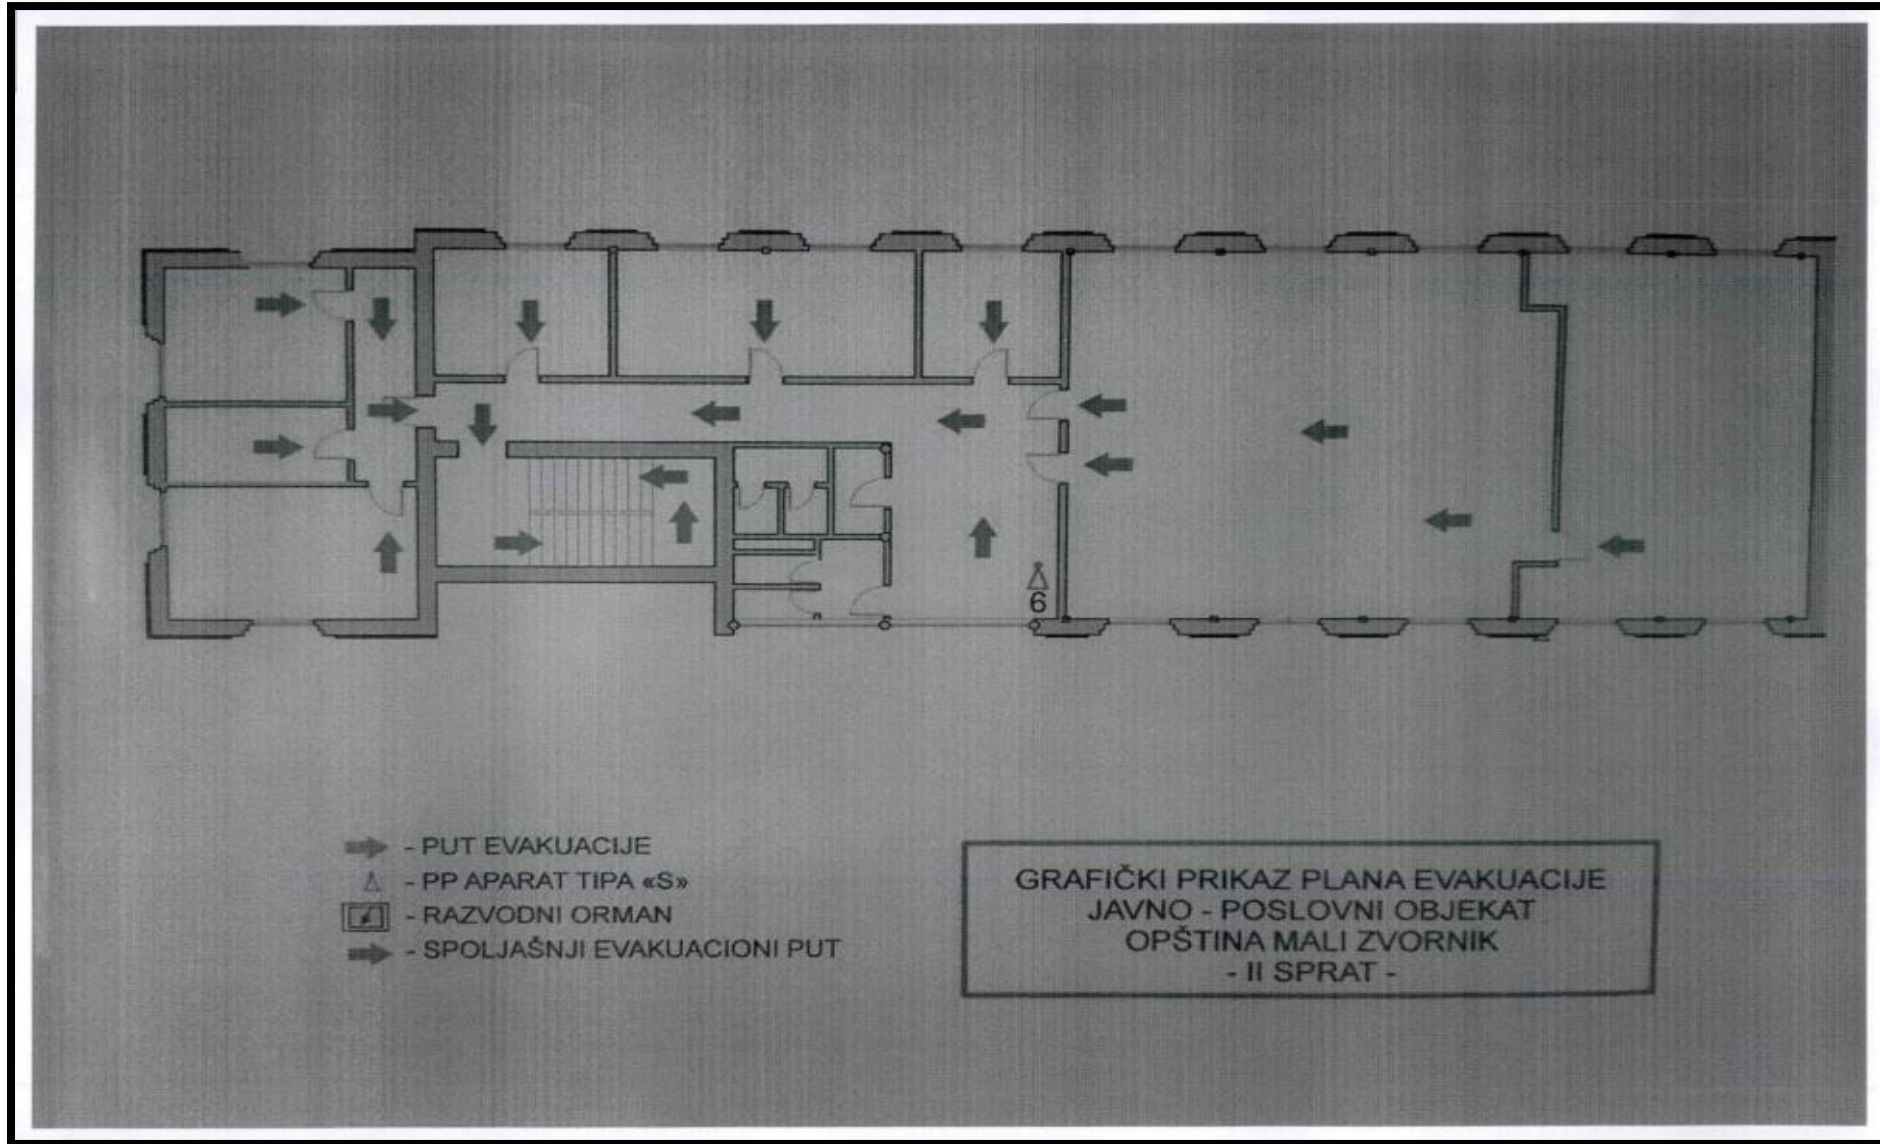 6
- PUT EVAKUACIJE
- PP APARAT TIPA «S»
- RAZVODNI ORMAN
- SPOLJAŠNJI EVAKUACIONI PUT
GRAFIČKI PRIKAZ PLANA EVAKUACIJE
JAVNO - POSLOVNI OBJEKAT
OPŠTINA MALI ZVORNIK
- II SPRAT -